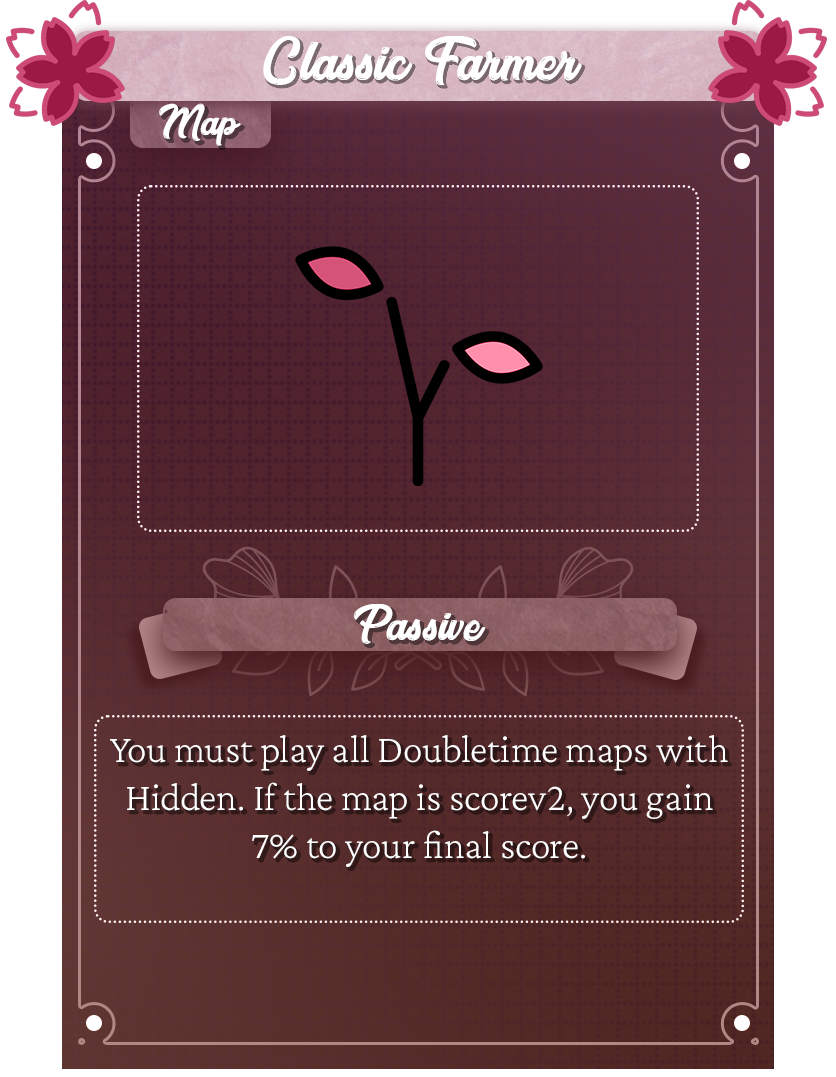 Classic Farmer
Map
Passive
You must play all Doubletime maps with
Hidden. If the map is scorev2, you gain
7% to your final score.